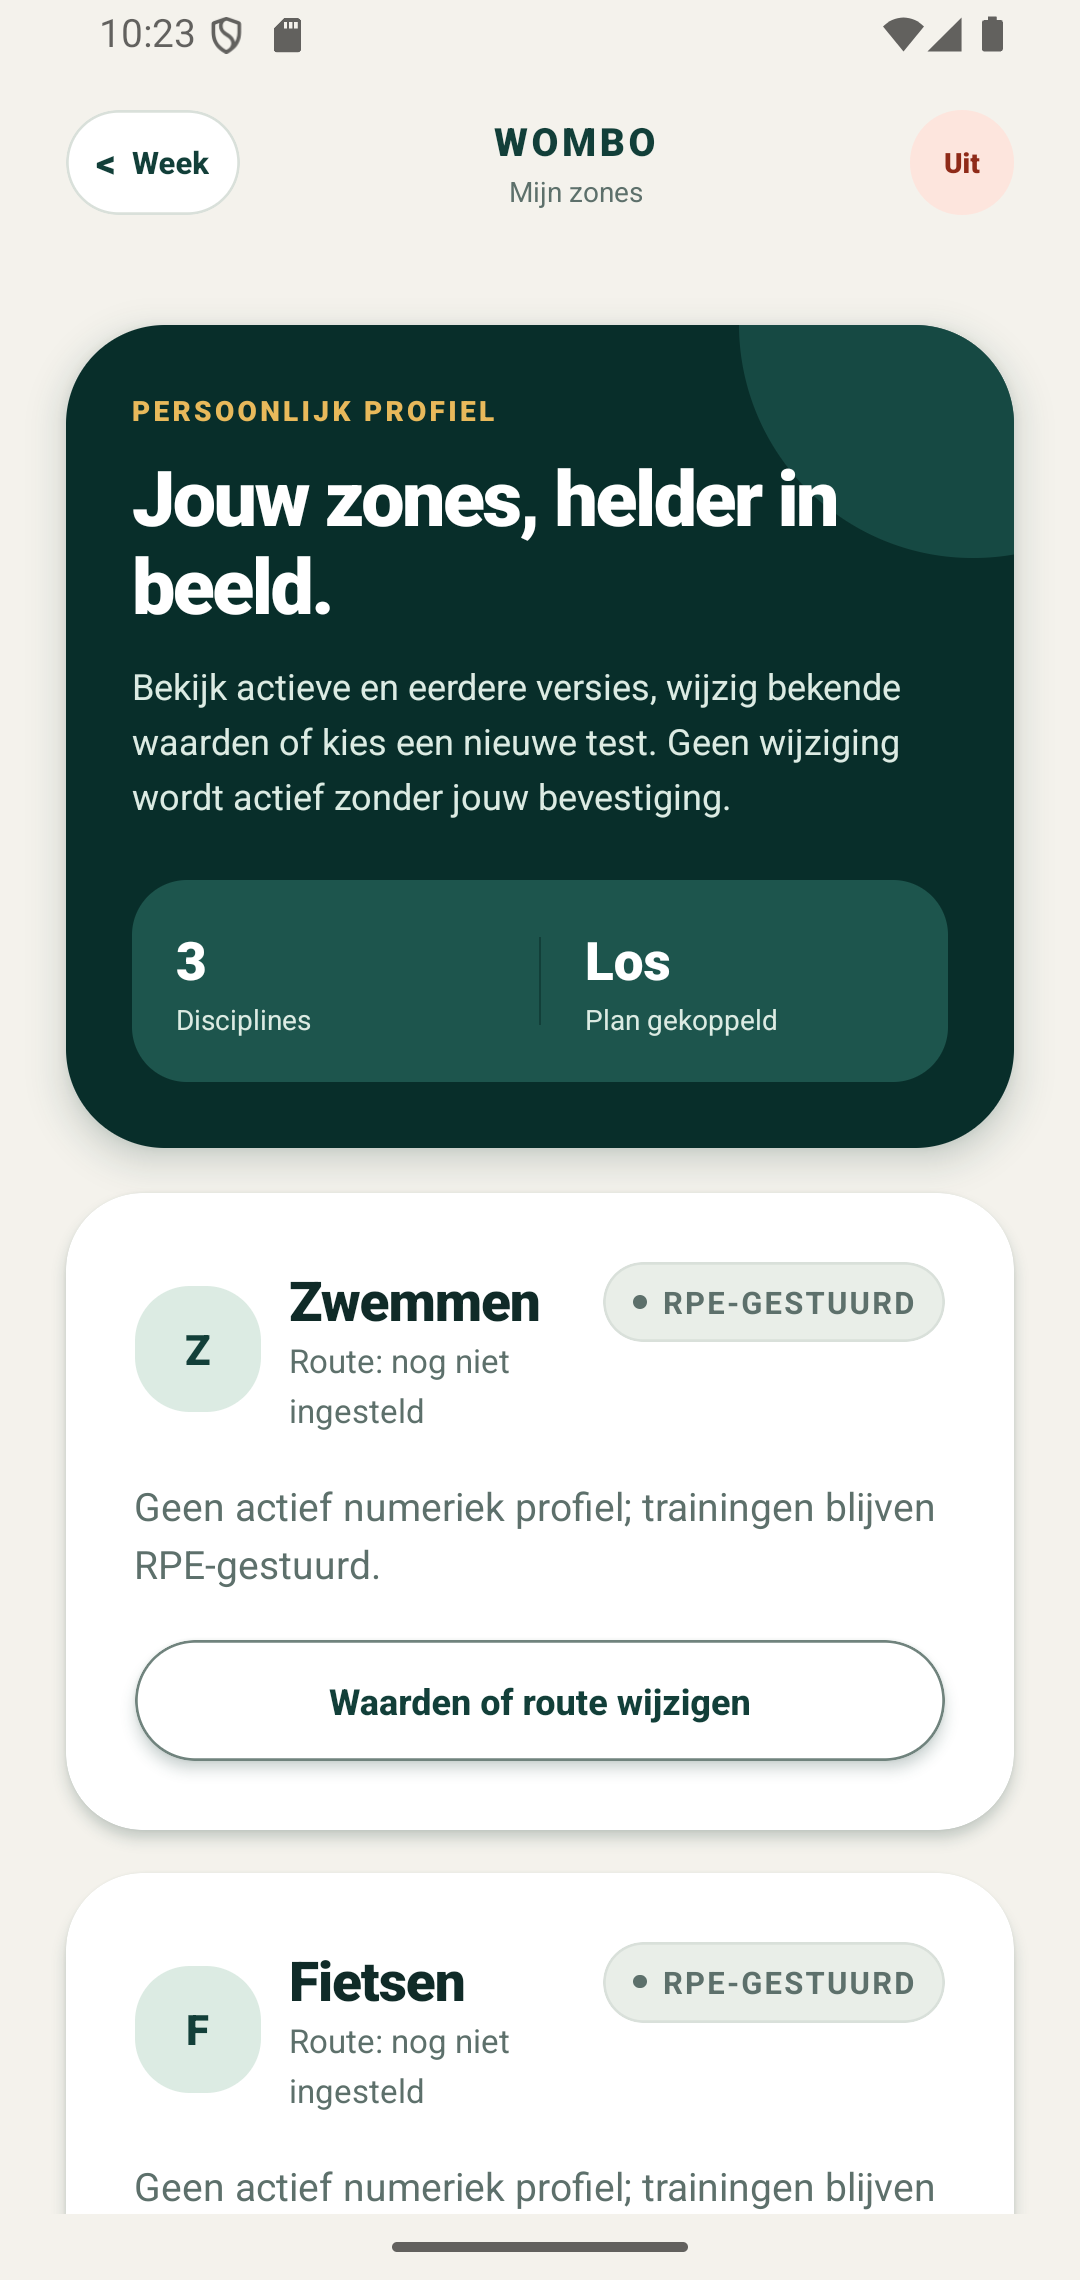 10:23
< Week
WOMBO
Mijn zones
Uit
PERSOONLIJK PROFIEL
Jouw zones, helder in
beeld.
Bekijk actieve en eerdere versies, wijzig bekende
waarden of kies een nieuwe test. Geen wijziging
wordt actief zonder jouw bevestiging.
3
Disciplines
Los
Plan gekoppeld
Z
Zwemmen
Route: nog niet
ingesteld
RPE-GESTUURD
Geen actief numeriek profiel; trainingen blijven
RPE-gestuurd.
Waarden of route wijzigen
F
Fietsen
Route: nog niet
ingesteld
RPE-GESTUURD
Geen actief numeriek profiel; trainingen blijven